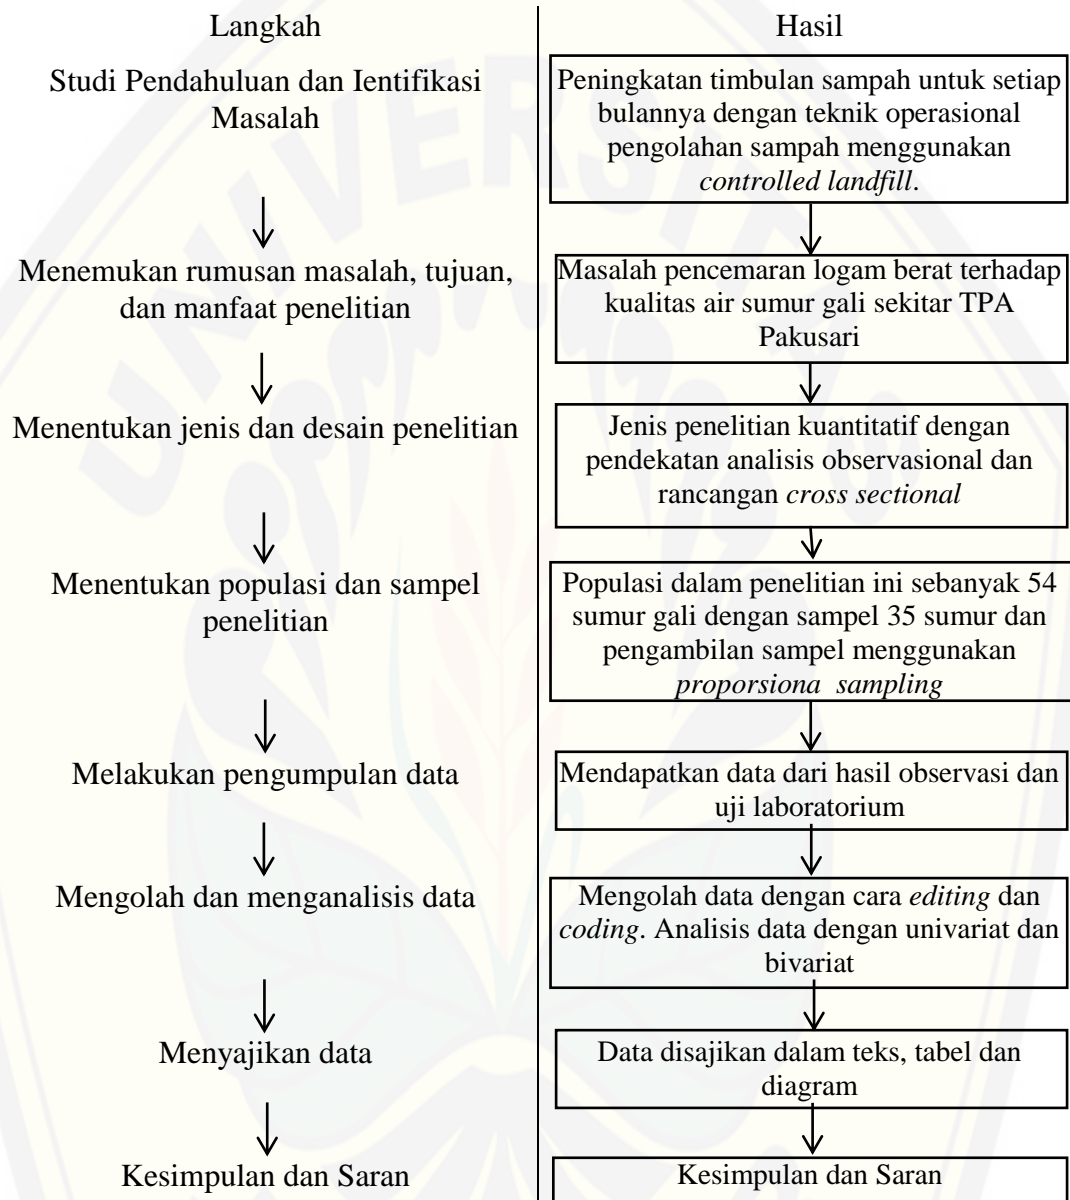 Langkah
Studi Pendahuluan dan Ientifikasi
Masalah
Menemukan rumusan masalah, tujuan,
dan manfaat penelitian
Menentukan jenis dan desain penelitian
Menentukan populasi dan sampel
penelitian
Melakukan pengumpulan data
Mengolah dan menganalisis data
Menyajikan data
Kesimpulan dan Saran
Hasil
Peningkatan timbulan sampah untuk setiap
bulannya dengan teknik operasional
pengolahan sampah menggunakan
controlled landfill.
Masalah pencemaran logam berat terhadap
kualitas air sumur gali sekitar TPA
Pakusari
Jenis penelitian kuantitatif dengan
pendekatan analisis observasional dan
rancangan cross sectional
Populasi dalam penelitian ini sebanyak 54
sumur gali dengan sampel 35 sumur dan
pengambilan sampel menggunakan
proporsiona sampling
Mendapatkan data dari hasil observasi dan
uji laboratorium
Mengolah data dengan cara editing dan
coding. Analisis data dengan univariat dan
bivariat
Data disajikan dalam teks, tabel dan
diagram
Kesimpulan dan Saran
UNIVERSITAS